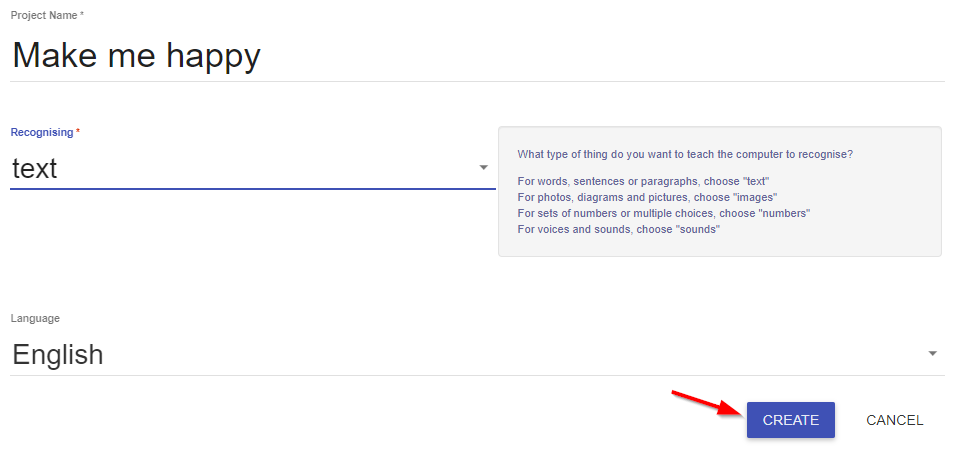 Project Name *
Make me happy
Recognising *
text
What type of thing do you want to teach the computer to recognise?
For words, sentences or paragraphs, choose "text"
For photos, diagrams and pictures, choose "images"
For sets of numbers or multiple choices, choose "numbers"
For voices and sounds, choose "sounds"
Language
English
CREATE
CANCEL